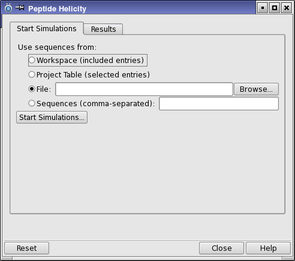 Peptide Helicity
Start Simulations Results
Use sequences from:
Workspace (included entries)
Project Table (selected entries)
File: Browse...
Sequences (comma-separated):
Start Simulations...
Reset Close Help